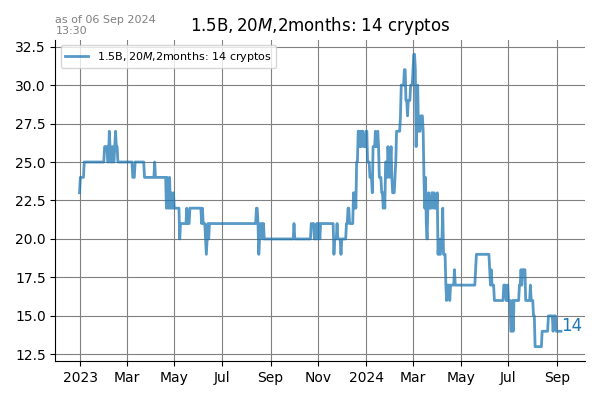 as of 06 Sep 2024
13:30
1.5B, 20M,2months: 14 cryptos
1.5B, 20M,2months: 14 cryptos
32.5
30.0
27.5
25.0
22.5
20.0
17.5
15.0
12.5
14
2023 Mar May Jul Sep Nov 2024 Mar May Jul Sep